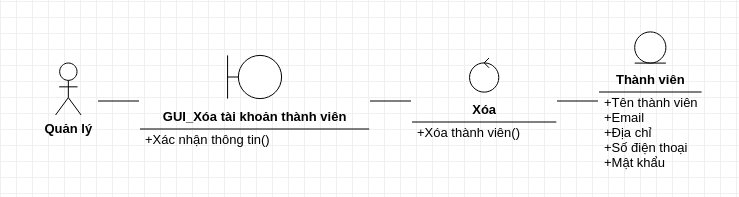 Quản lý
GUI_Xóa tài khoản thành viên
+Xác nhận thông tin()
Xóa
+Xóa thành viên()
Thành viên
+Tên thành viên
+Email
+Địa chỉ
+Số điện thoại
+Mật khẩu